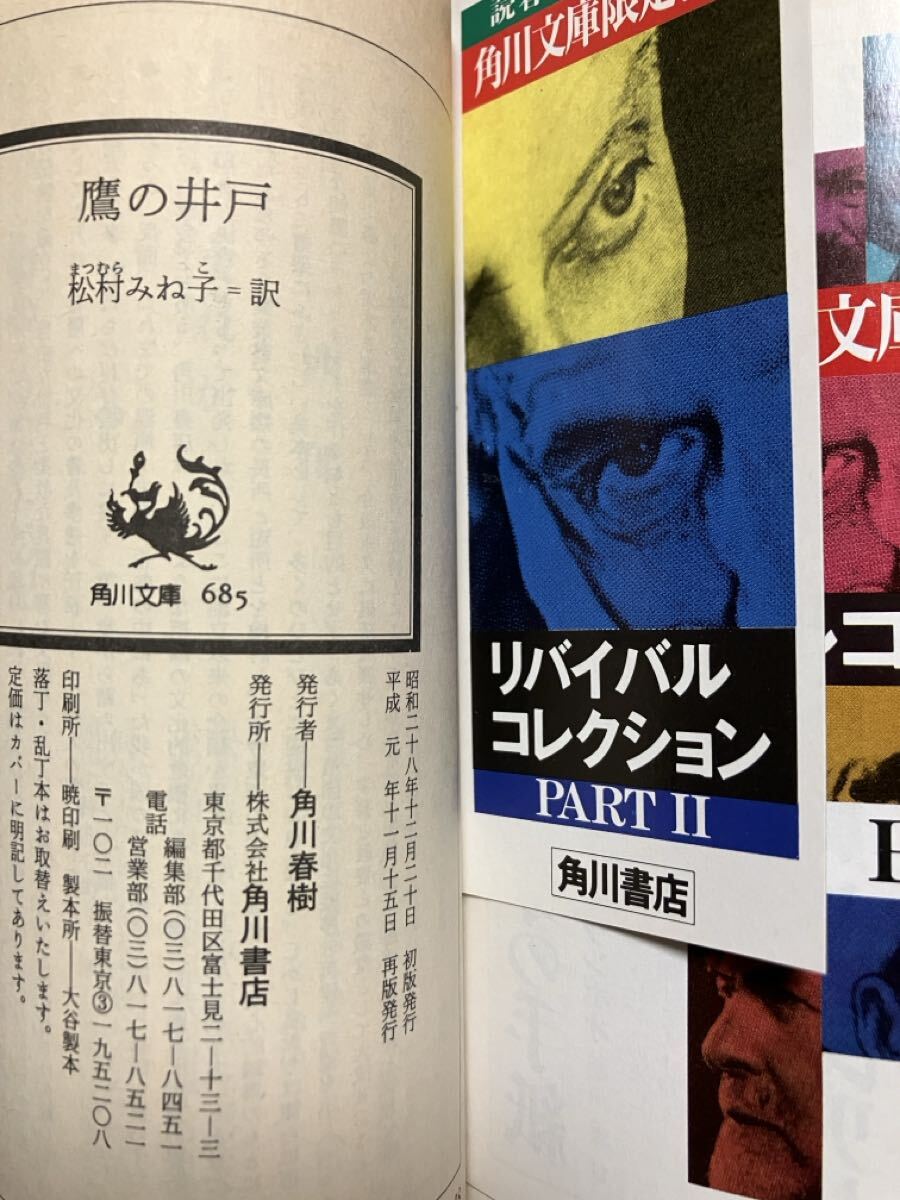 鷹の井戸
まつむら こ
松村みね子=訳
角川文庫 685
昭和二十八年十二月二十日 初版発行
平成 元 年十一月十五日 再版発行
発行者―角川春樹
発行所―株式会社角川書店
東京都千代田区富士見二―十三―三
電話 編集部(〇三)八一七―八四五一
営業部(〇三)八一七―八五二一
〒一〇二 振替東京③一九五二〇八
印刷所―暁印刷 製本所―大谷製本
落丁・乱丁本はお取替えいたします。
定価はカバーに明記してあります。
読者
角川文庫限定
リバイバル
コレクション
PART II
角川書店
文庫
コ